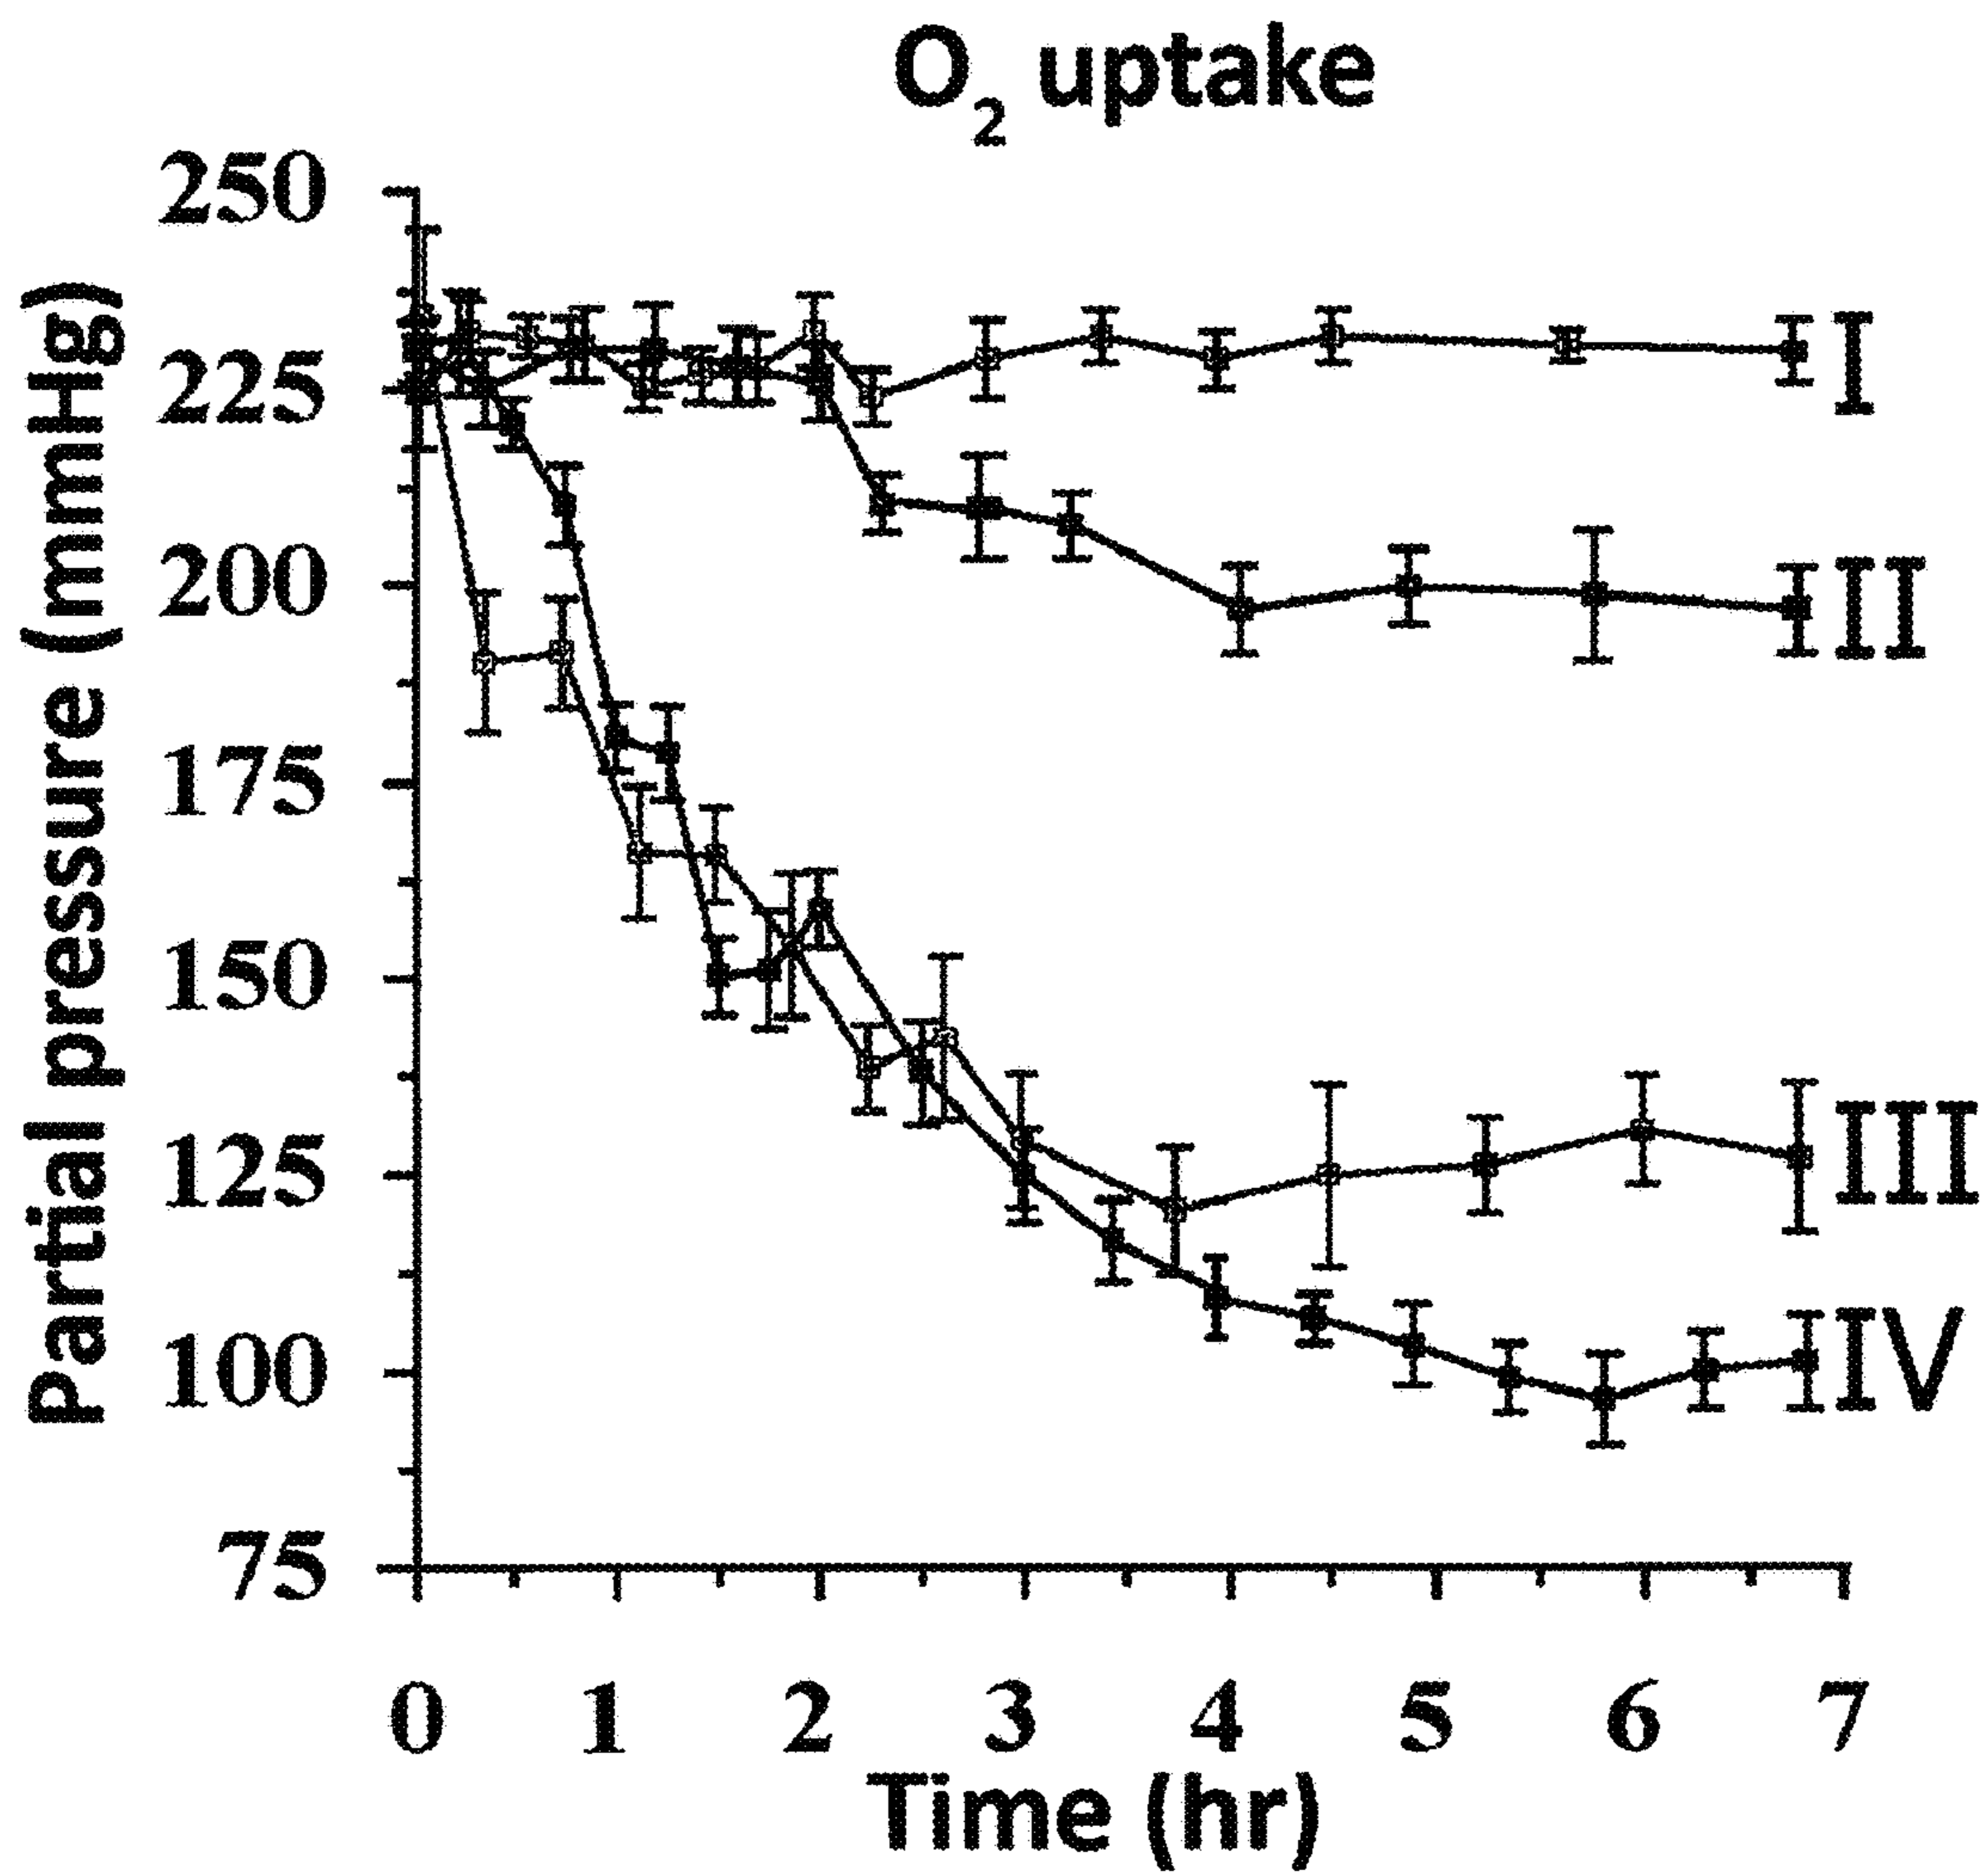 O₂ uptake
Partial pressure (mmHg)
250
225
200
175
150
125
100
75
I
II
III
IV
0 1 2 3 4 5 6 7
Time (hr)